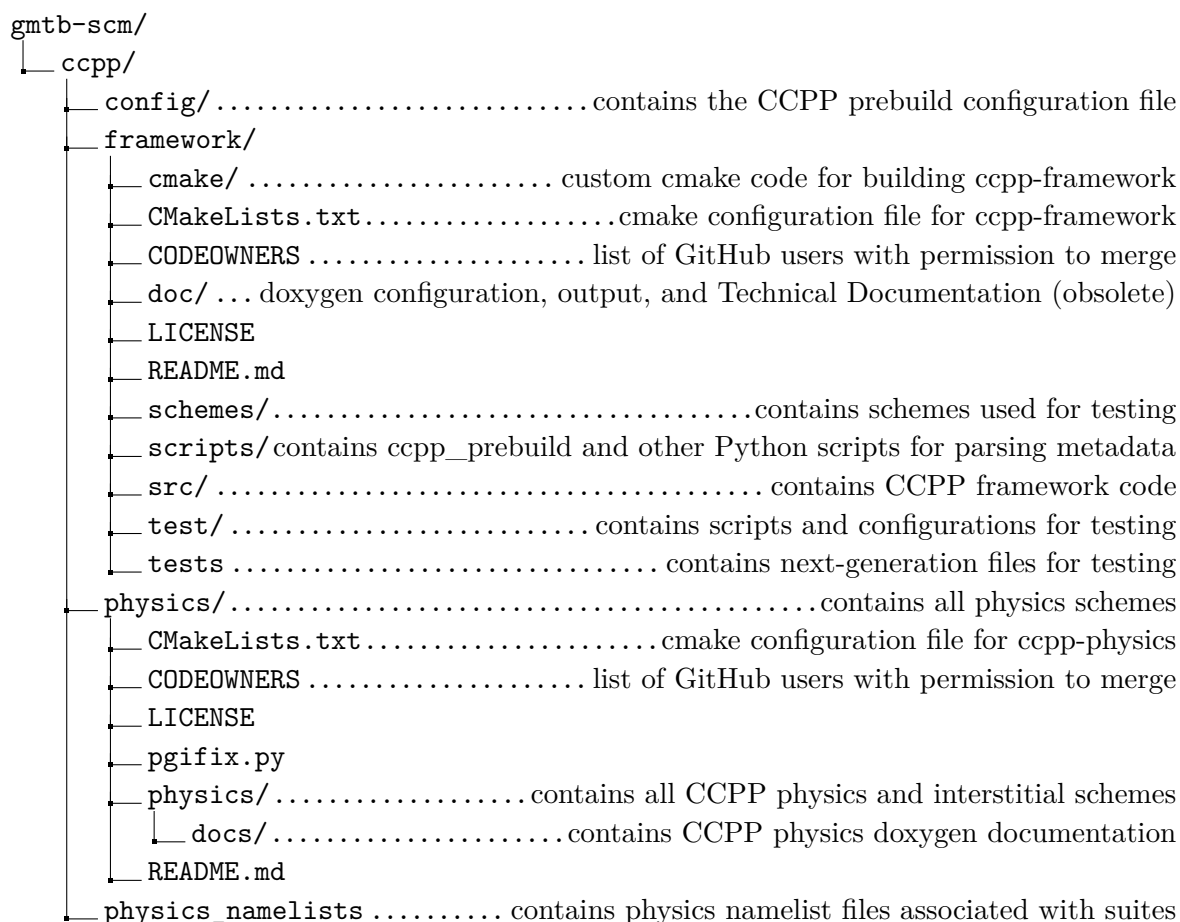 gmtb-scm/
ccpp/
config/............................contains the CCPP prebuild configuration file
framework/
cmake/ ....................... custom cmake code for building ccpp-framework
CMakeLists.txt...................cmake configuration file for ccpp-framework
CODEOWNERS ..................... list of GitHub users with permission to merge
doc/ ... doxygen configuration, output, and Technical Documentation (obsolete)
LICENSE
README.md
schemes/....................................contains schemes used for testing
scripts/contains ccpp_prebuild and other Python scripts for parsing metadata
src/ ......................................... contains CCPP framework code
test/ ........................... contains scripts and configurations for testing
tests ................................ contains next-generation files for testing
physics/............................................contains all physics schemes
CMakeLists.txt......................cmake configuration file for ccpp-physics
CODEOWNERS ..................... list of GitHub users with permission to merge
LICENSE
pgifix.py
physics/...................contains all CCPP physics and interstitial schemes
docs/......................contains CCPP physics doxygen documentation
README.md
physics_namelists .......... contains physics namelist files associated with suites